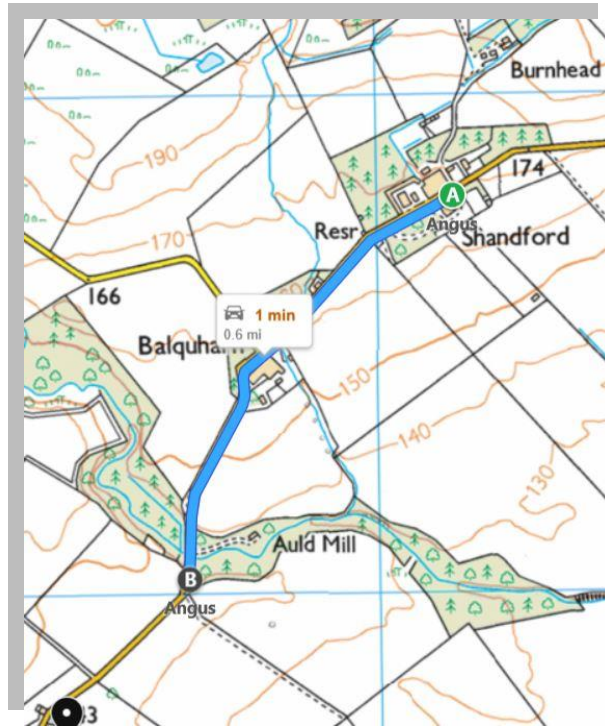 Burnhead
190
174
A
Angus
Resr
Shandford
170
166
1 min
0.6 mi
150
140
130
Auld Mill
B
Angus